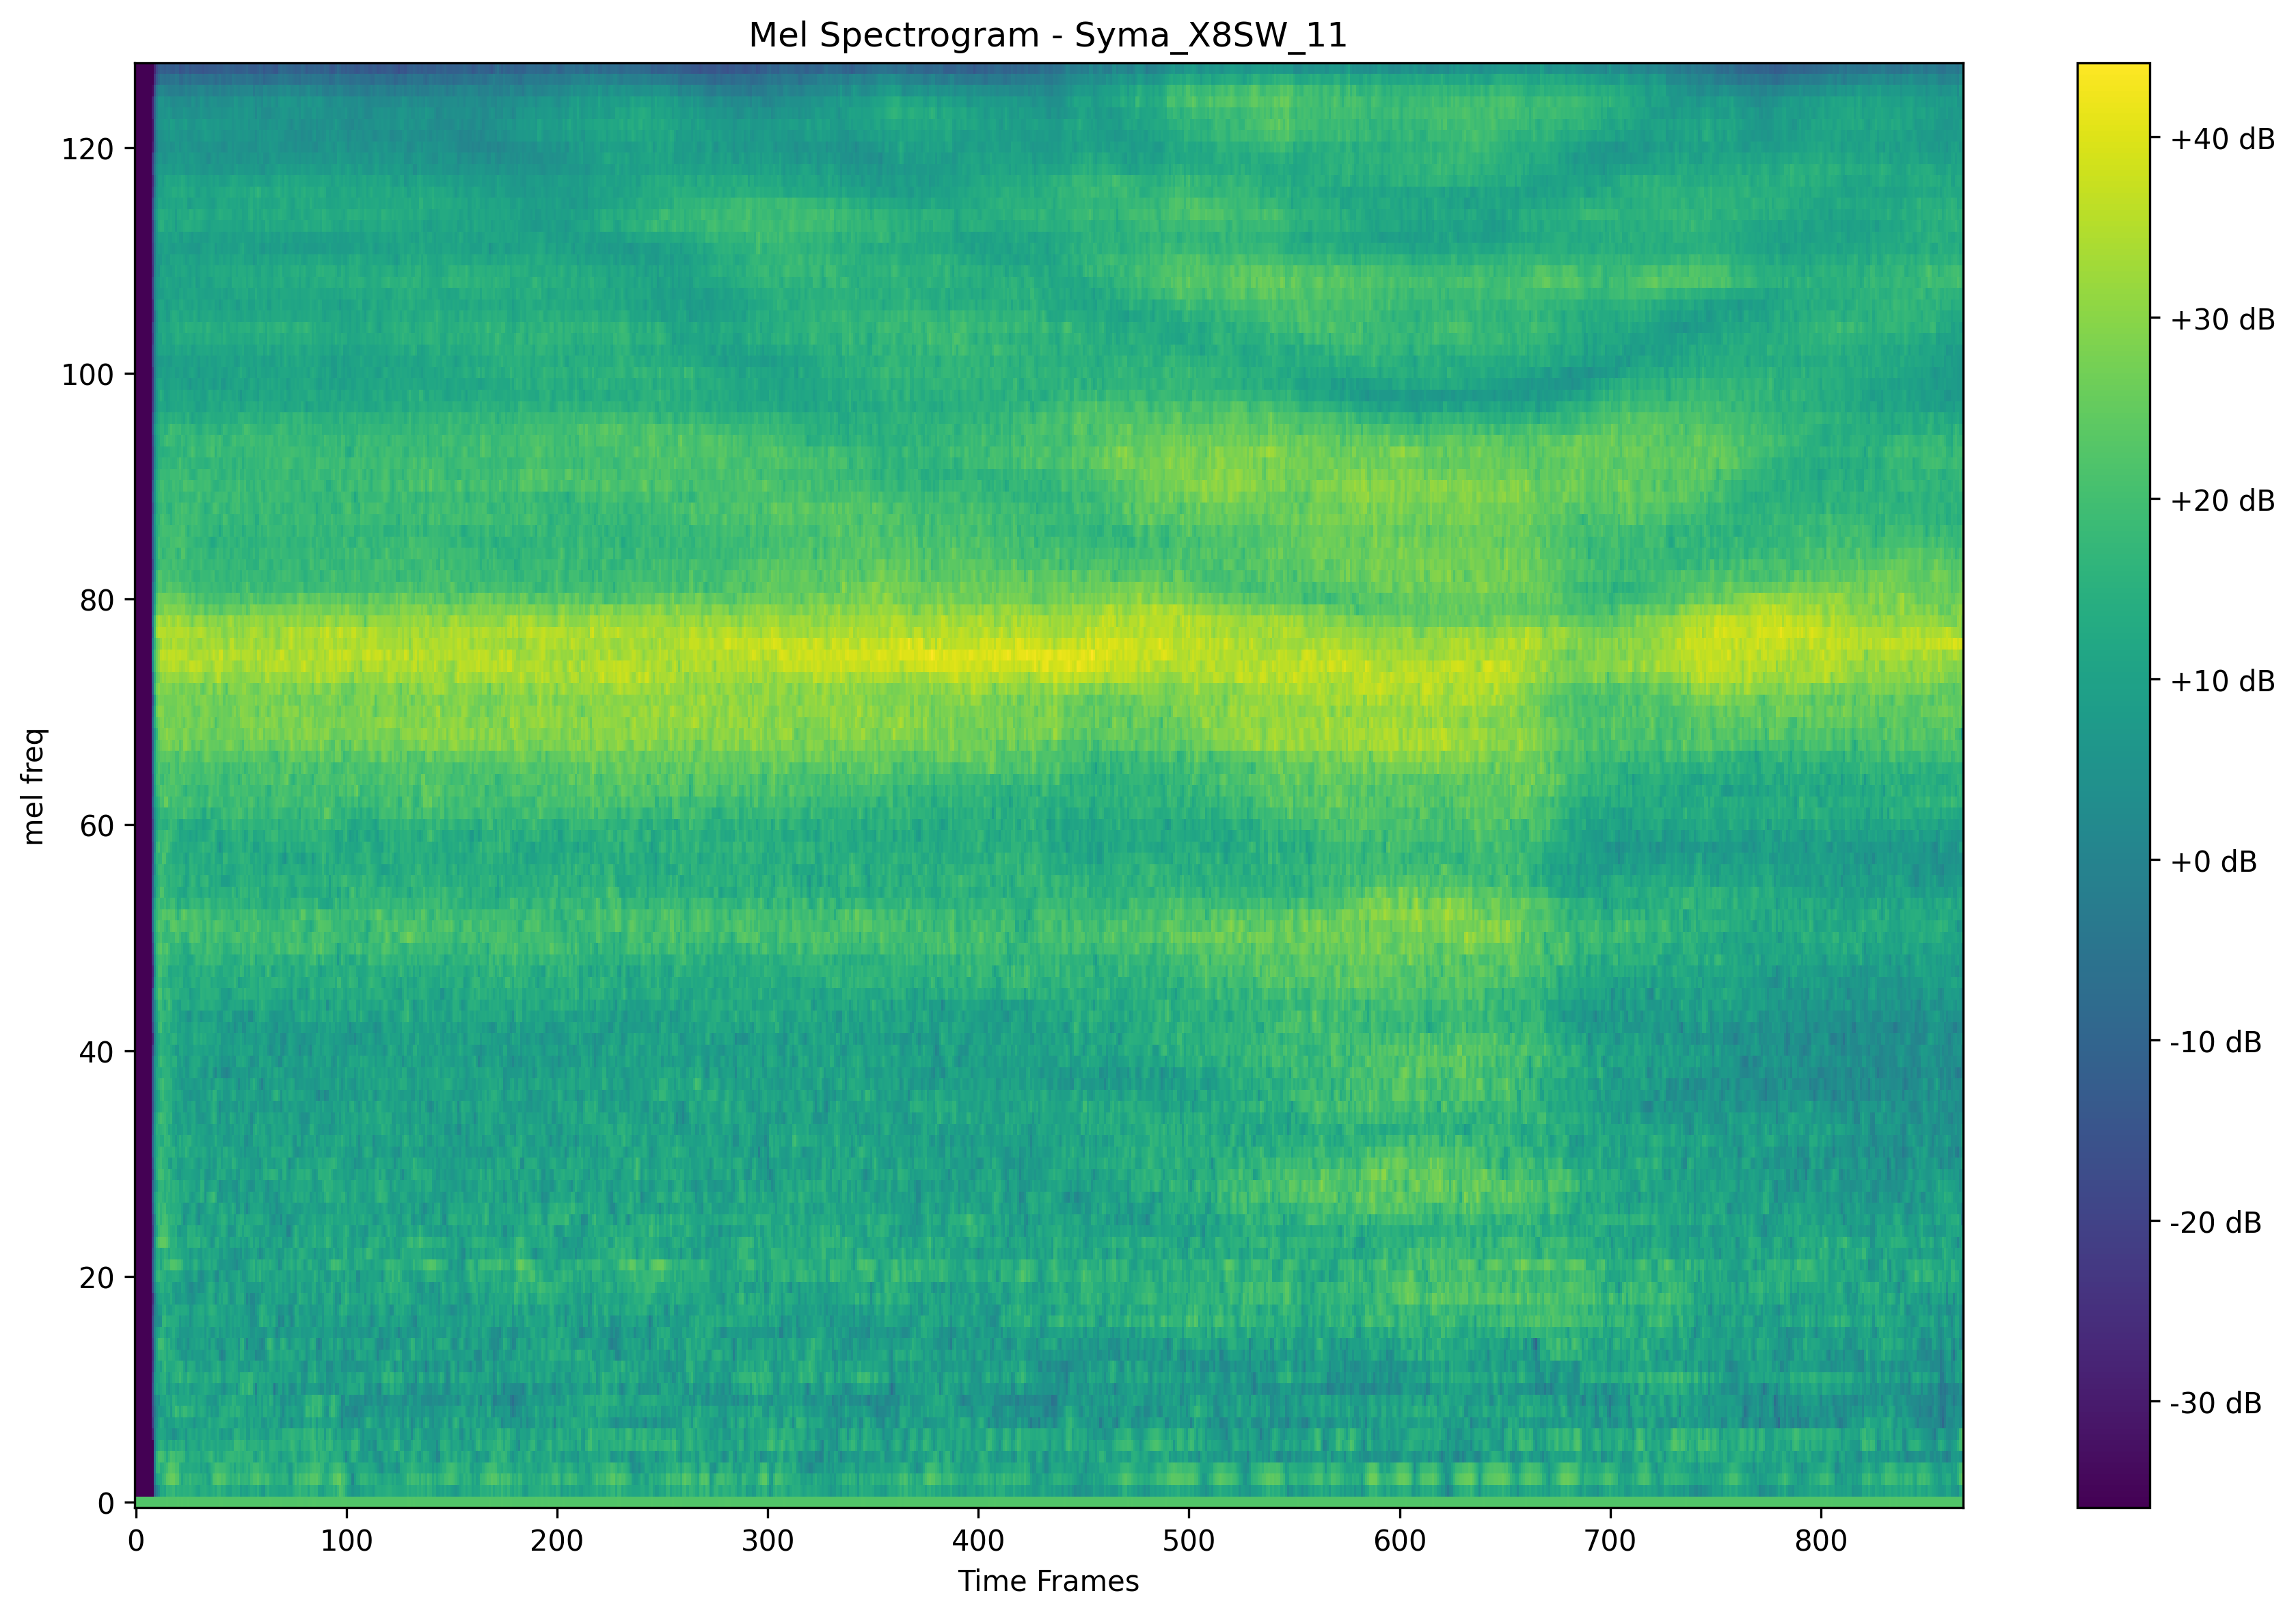 Mel Spectrogram - Syma_X8SW_11
mel freq
120
100
80
60
40
20
0
0 100 200 300 400 500 600 700 800
Time Frames
+40 dB
+30 dB
+20 dB
+10 dB
+0 dB
-10 dB
-20 dB
-30 dB